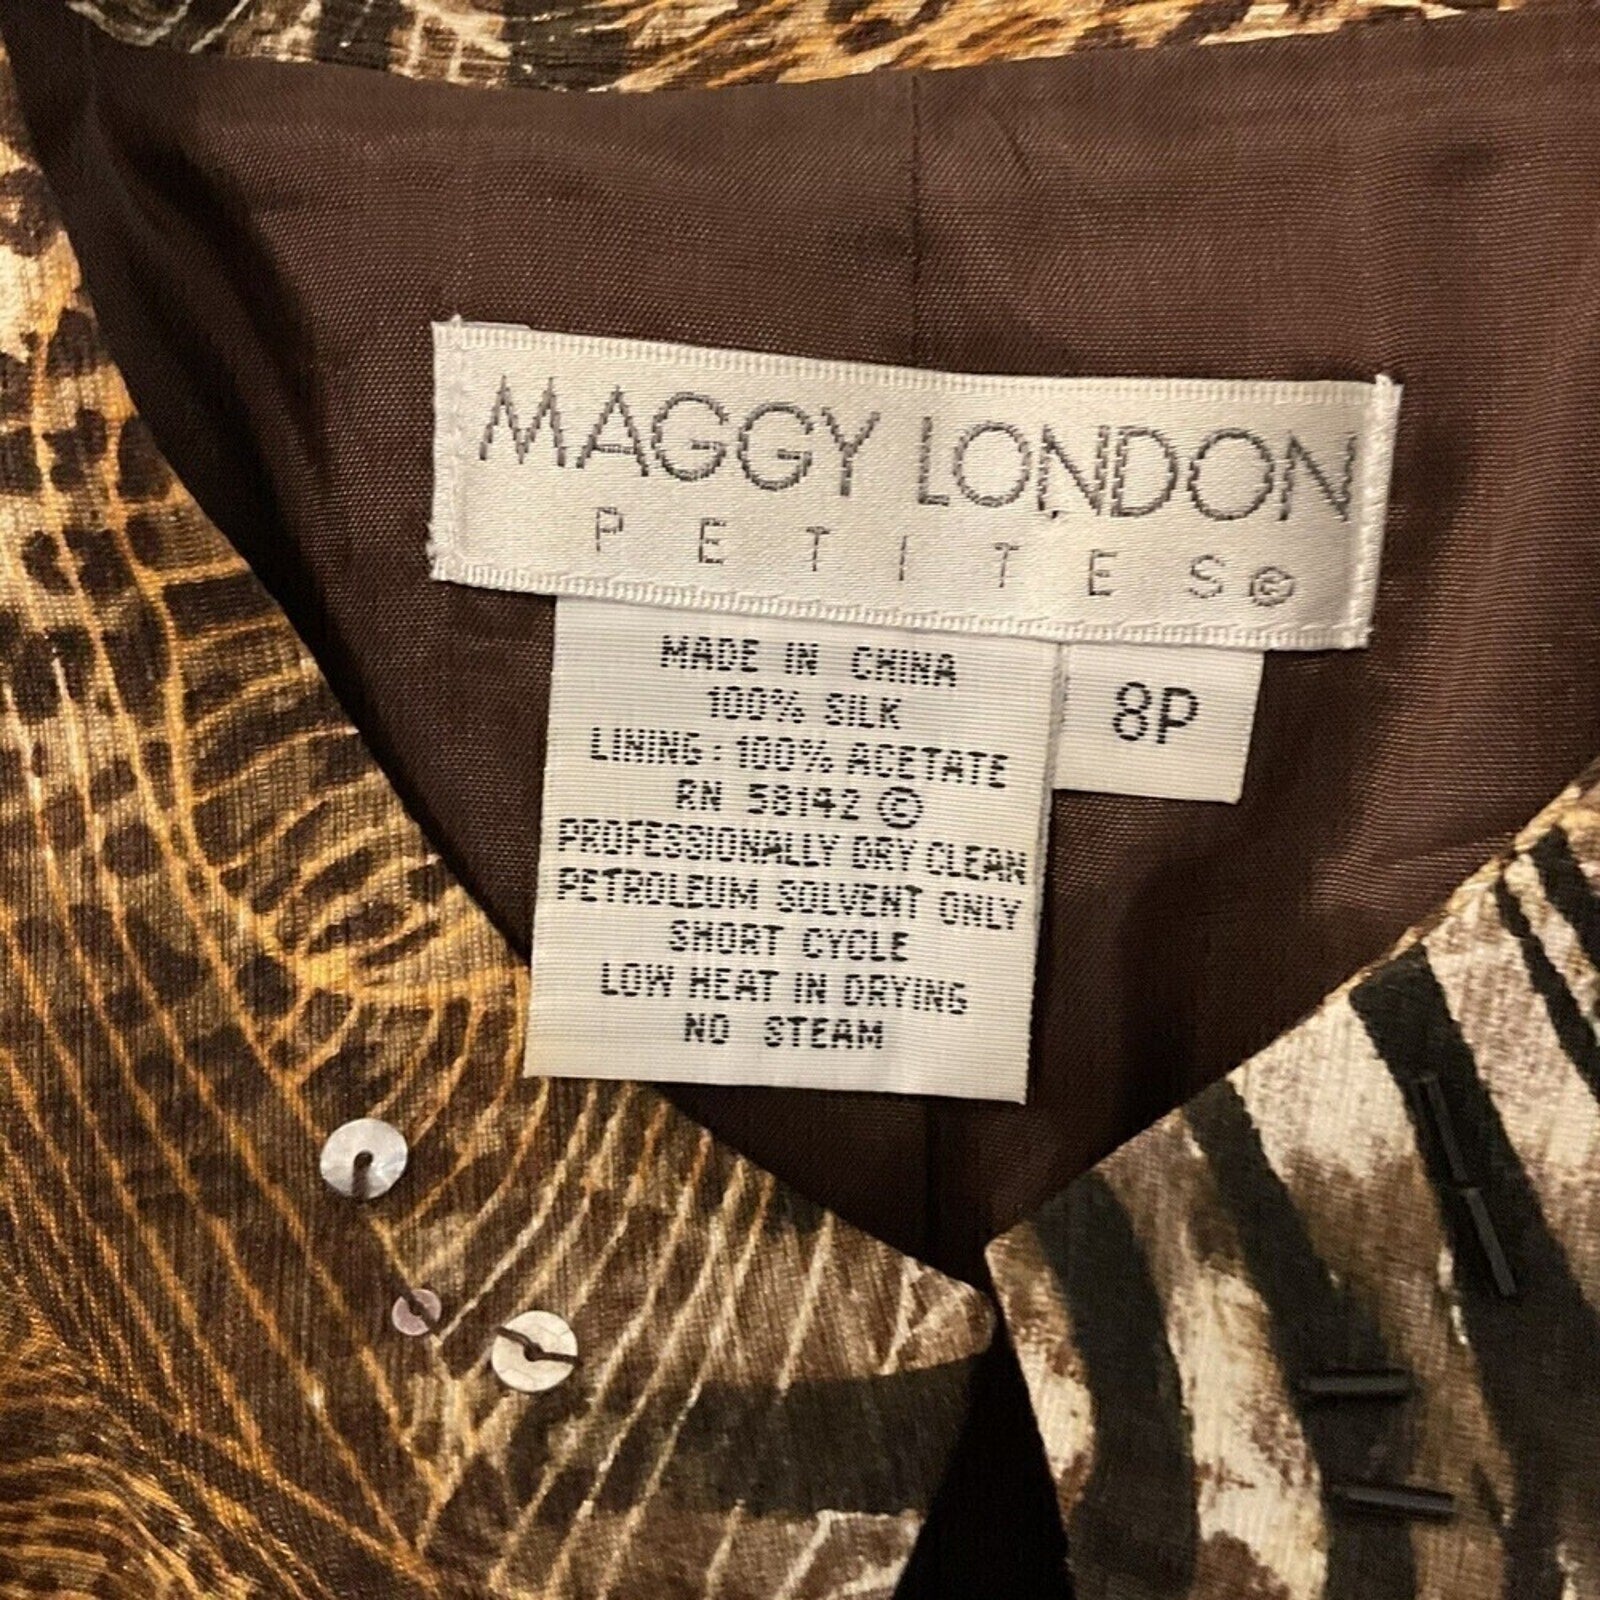 MAGGY LONDON
PETITES©
MADE IN CHINA
100% SILK
LINING: 100% ACETATE
RN 58142 ©
PROFESSIONALLY DRY CLEAN
PETROLEUM SOLVENT ONLY
SHORT CYCLE
LOW HEAT IN DRYING
NO STEAM
8P